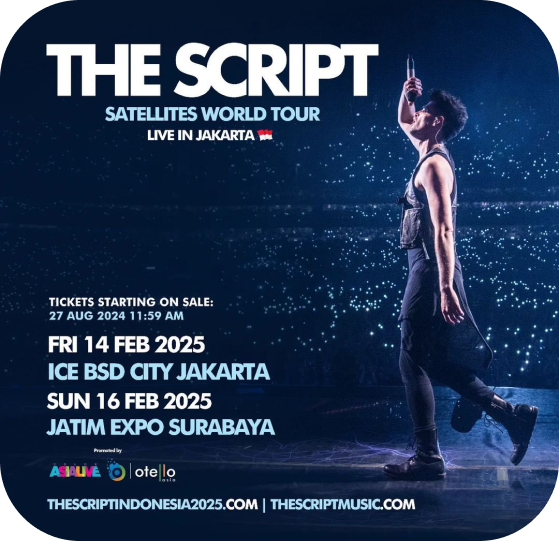 THE SCRIPT
SATELLITES WORLD TOUR
LIVE IN JAKARTA 🇮🇩
TICKETS STARTING ON SALE:
27 AUG 2024 11:59 AM
FRI 14 FEB 2025
ICE BSD CITY JAKARTA
SUN 16 FEB 2025
JATIM EXPO SURABAYA
Promoted by
ASIALIVE | otello asia
THESCRIPTINDONESIA2025.COM | THESCRIPTMUSIC.COM